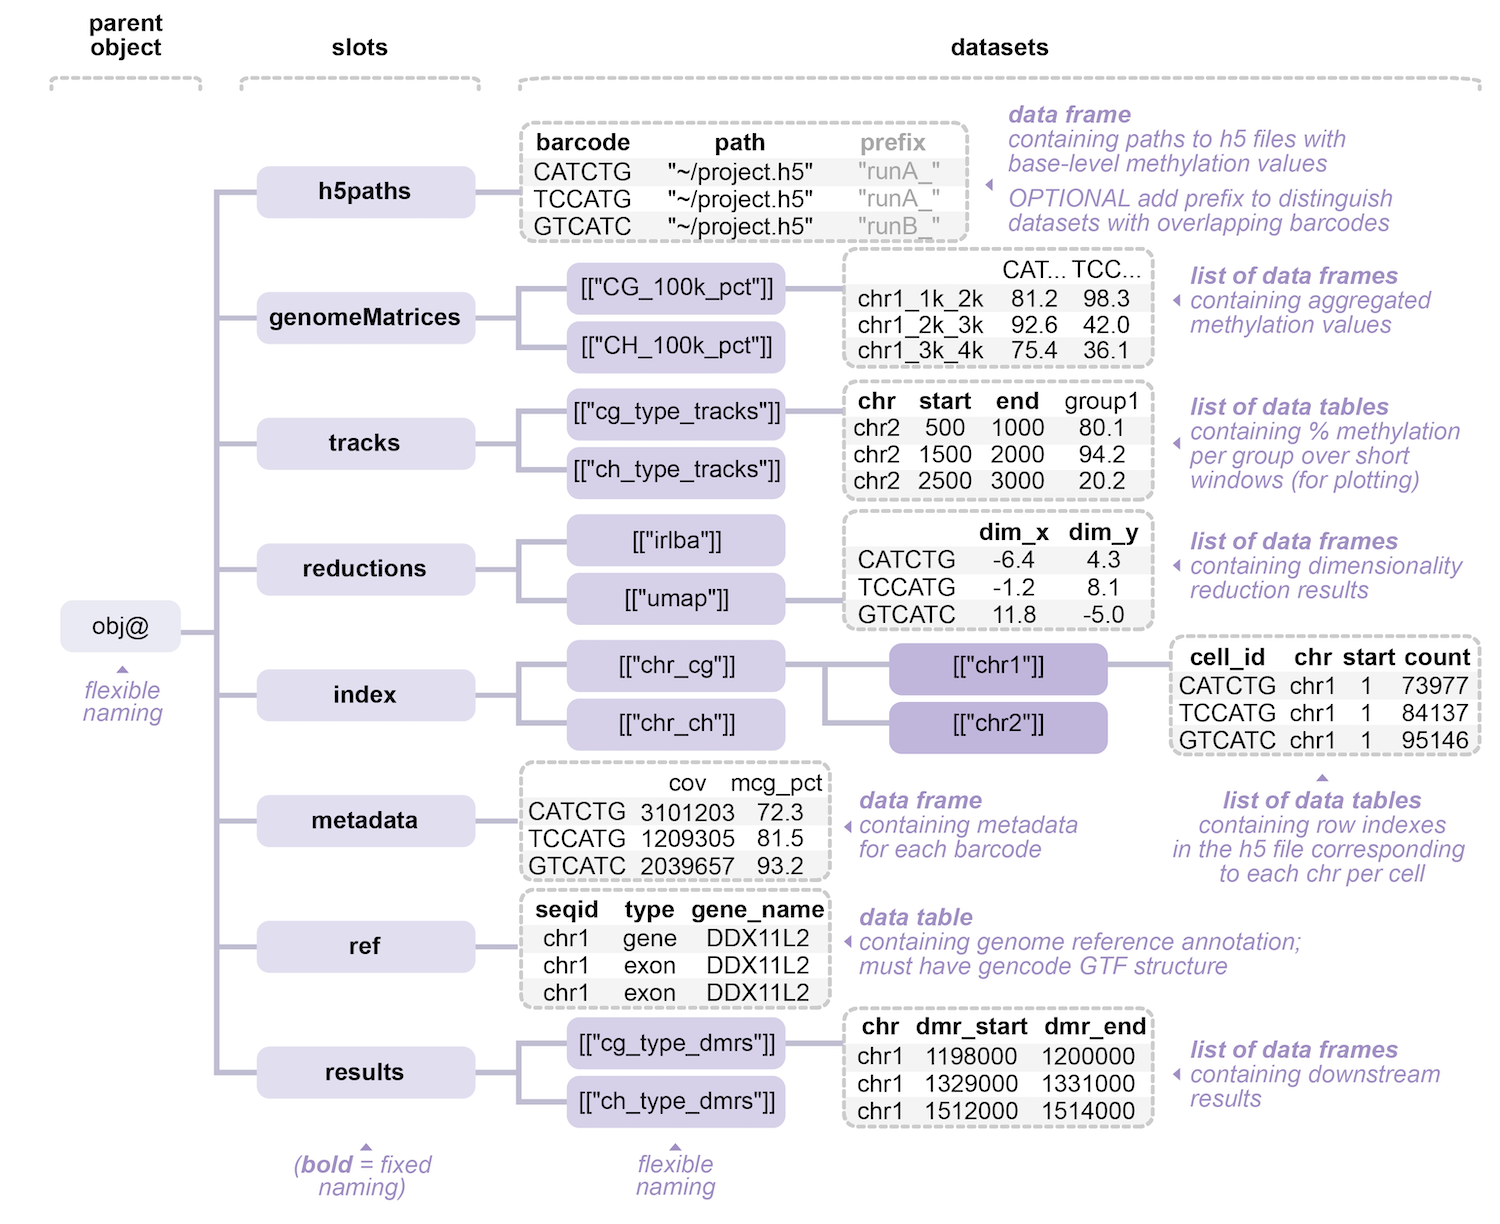 parent
object
slots
datasets
barcode path prefix
CATCTG "~/project.h5" "runA_"
TCCATG "~/project.h5" "runA_"
GTCATC "~/project.h5" "runB_"
data frame
containing paths to h5 files with
base-level methylation values
OPTIONAL add prefix to distinguish
datasets with overlapping barcodes
h5paths
genomeMatrices
[["CG_100k_pct"]]
[["CH_100k_pct"]]
CAT... TCC...
chr1_1k_2k 81.2 98.3
chr1_2k_3k 92.6 42.0
chr1_3k_4k 75.4 36.1
list of data frames
containing aggregated
methylation values
tracks
[["cg_type_tracks"]]
[["ch_type_tracks"]]
chr start end group1
chr2 500 1000 80.1
chr2 1500 2000 94.2
chr2 2500 3000 20.2
list of data tables
containing % methylation
per group over short
windows (for plotting)
reductions
[["irlba"]]
[["umap"]]
dim_x dim_y
CATCTG -6.4 4.3
TCCATG -1.2 8.1
GTCATC 11.8 -5.0
list of data frames
containing dimensionality
reduction results
obj@
flexible
naming
index
[["chr_cg"]]
[["chr_ch"]]
[["chr1"]]
[["chr2"]]
cell_id chr start count
CATCTG chr1 1 73977
TCCATG chr1 1 84137
GTCATC chr1 1 95146
list of data tables
containing row indexes
in the h5 file corresponding
to each chr per cell
metadata
cov mcg_pct
CATCTG 3101203 72.3
TCCATG 1209305 81.5
GTCATC 2039657 93.2
data frame
containing metadata
for each barcode
ref
seqid type gene_name
chr1 gene DDX11L2
chr1 exon DDX11L2
chr1 exon DDX11L2
data table
containing genome reference annotation;
must have gencode GTF structure
results
[["cg_type_dmrs"]]
[["ch_type_dmrs"]]
chr dmr_start dmr_end
chr1 1198000 1200000
chr1 1329000 1331000
chr1 1512000 1514000
list of data frames
containing downstream
results
(bold = fixed
naming)
flexible
naming